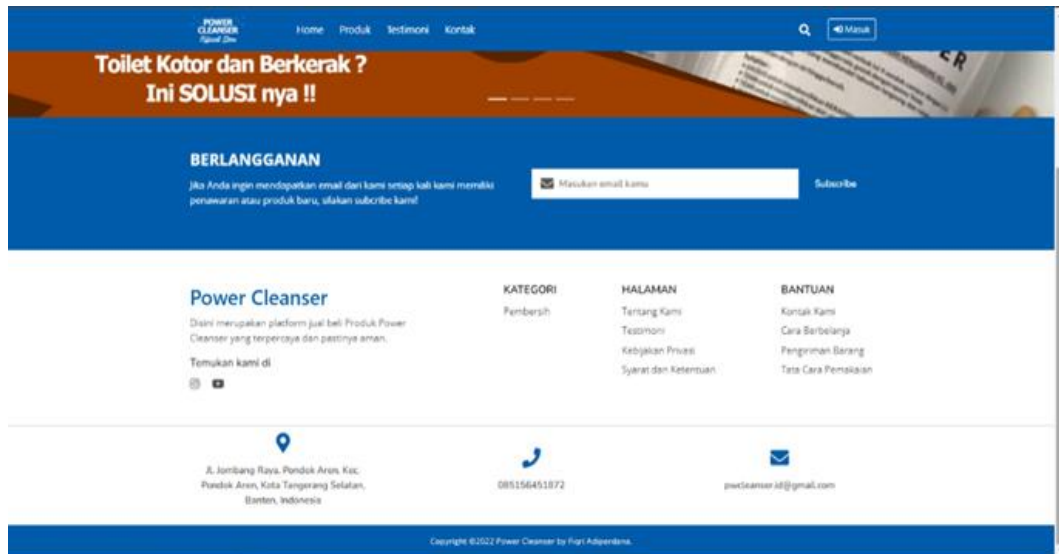 POWER
CLEANSER
Home Produk Testimoni Kontak
Masuk
Toilet Kotor dan Berkerak ?
Ini SOLUSI nya !!
BERLANGGANAN
Jika Anda ingin mendapatkan email dari kami setiap kali kami memiliki
penawaran atau produk baru, silakan subcribe kami!
Masukan email kamu
Subscribe
Power Cleanser
Disini merupakan platform jual beli Produk Power
Cleanser yang terpercaya dan pastinya aman.
Temukan kami di
KATEGORI
Pembersih
HALAMAN
Tentang Kami
Testimoni
Kebijakan Privasi
Syarat dan Ketentuan
BANTUAN
Kontak Kami
Cara Berbelanja
Pengiriman Barang
Tata Cara Pemakaian
Jl. Jombang Raya, Pondok Aren, Kec.
Pondok Aren, Kota Tangerang Selatan,
Banten, Indonesia
085156451872
pwcleanser.id@gmail.com
Copyright ©2022 Power Cleanser by Fiqri Adiperdana.